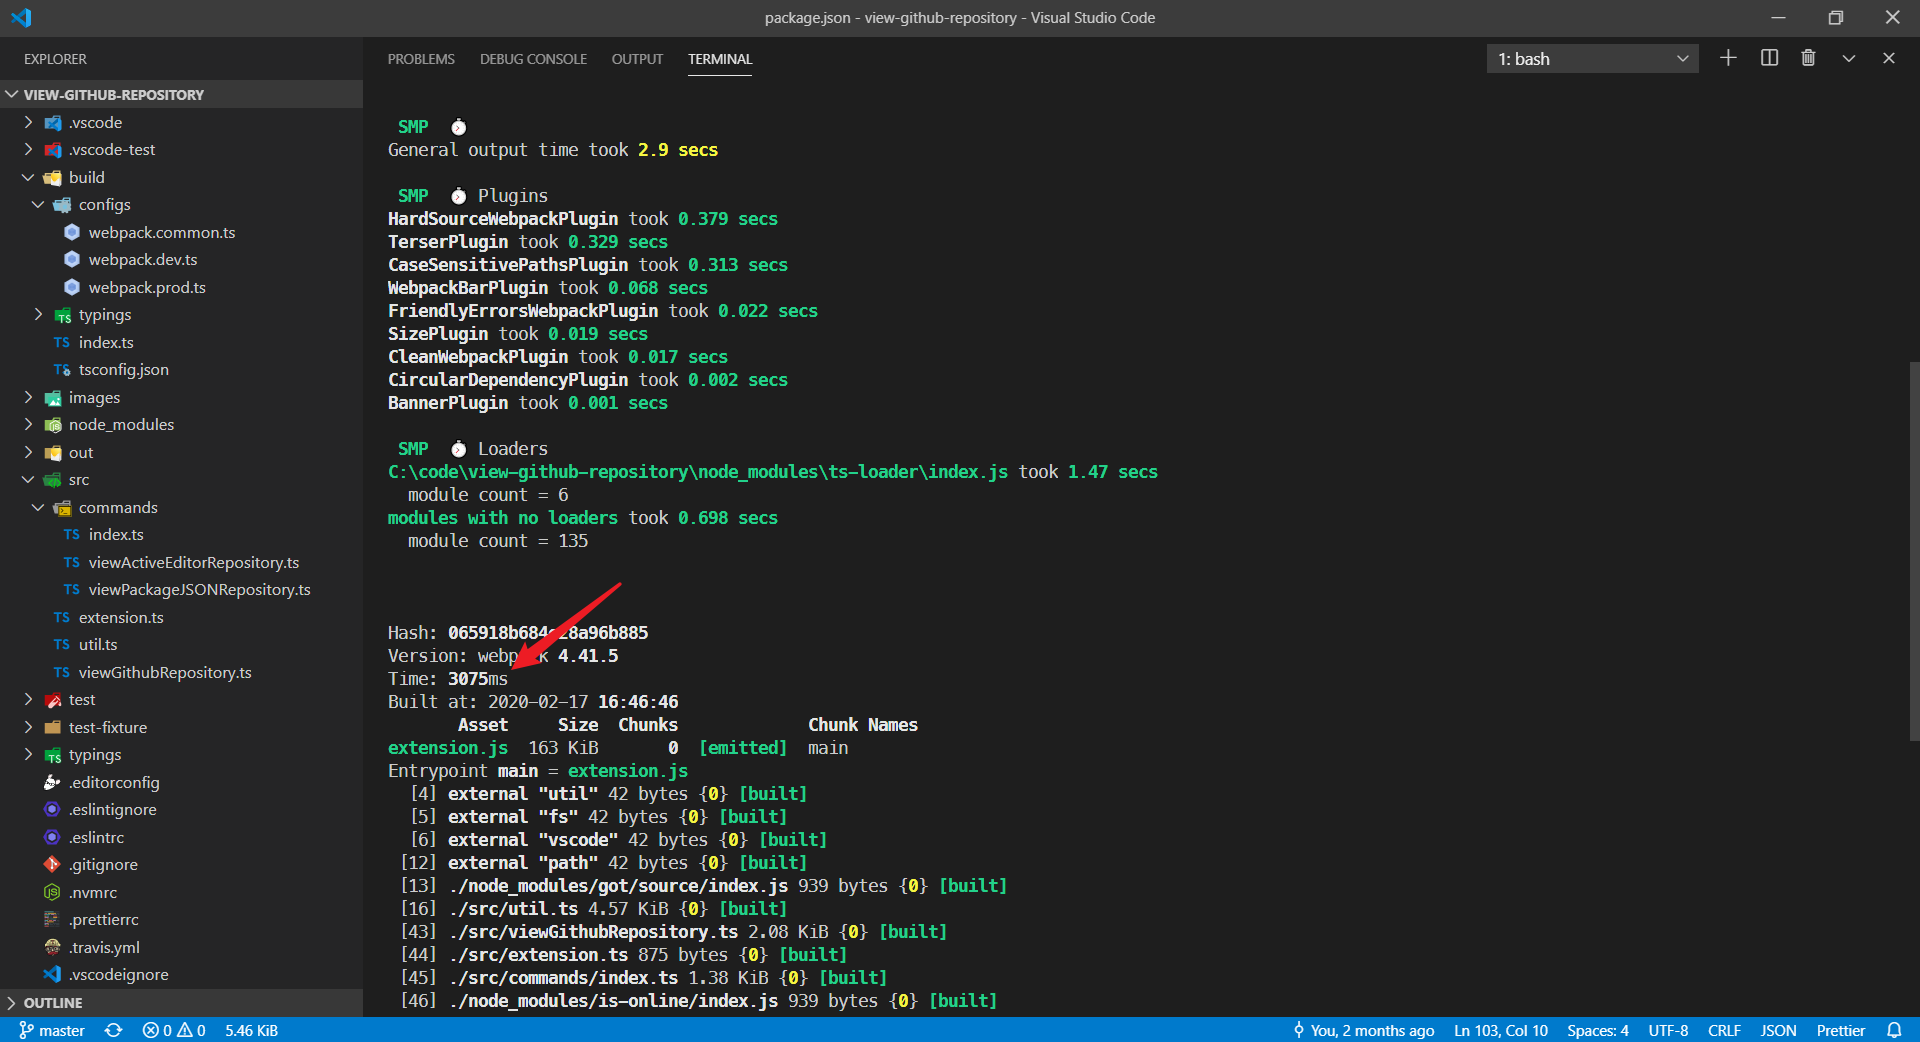 package.json - view-github-repository - Visual Studio Code
EXPLORER
VIEW-GITHUB-REPOSITORY
.vscode
.vscode-test
build
configs
webpack.common.ts
webpack.dev.ts
webpack.prod.ts
typings
index.ts
tsconfig.json
images
node_modules
out
src
commands
index.ts
viewActiveEditorRepository.ts
viewPackageJSONRepository.ts
extension.ts
util.ts
viewGithubRepository.ts
test
test-fixture
typings
.editorconfig
.eslintignore
.eslintrc
.gitignore
.nvmrc
.prettierrc
.travis.yml
.vscodeignore
OUTLINE
PROBLEMS DEBUG CONSOLE OUTPUT TERMINAL
1: bash
SMP
General output time took 2.9 secs
SMP Plugins
HardSourceWebpackPlugin took 0.379 secs
TerserPlugin took 0.329 secs
CaseSensitivePathsPlugin took 0.313 secs
WebpackBarPlugin took 0.068 secs
FriendlyErrorsWebpackPlugin took 0.022 secs
SizePlugin took 0.019 secs
CleanWebpackPlugin took 0.017 secs
CircularDependencyPlugin took 0.002 secs
BannerPlugin took 0.001 secs
SMP Loaders
C:\code\view-github-repository\node_modules\ts-loader\index.js took 1.47 secs
module count = 6
modules with no loaders took 0.698 secs
module count = 135
Hash:
Version: webpack 4.41.5
Time: 3075ms
Built at: 2020-02-17 16:46:46
Asset Size Chunks Chunk Names
extension.js 163 KiB 0 [emitted] main
Entrypoint main = extension.js
[4] external "util" 42 bytes {0} [built]
[5] external "fs" 42 bytes {0} [built]
[6] external "vscode" 42 bytes {0} [built]
[12] external "path" 42 bytes {0} [built]
[13] ./node_modules/got/source/index.js 939 bytes {0} [built]
[16] ./src/util.ts 4.57 KiB {0} [built]
[43] ./src/viewGithubRepository.ts 2.08 KiB {0} [built]
[44] ./src/extension.ts 875 bytes {0} [built]
[45] ./src/commands/index.ts 1.38 KiB {0} [built]
[46] ./node_modules/is-online/index.js 939 bytes {0} [built]
master 0 0 5.46 KiB You, 2 months ago Ln 103, Col 10 Spaces: 4 UTF-8 CRLF JSON Prettier